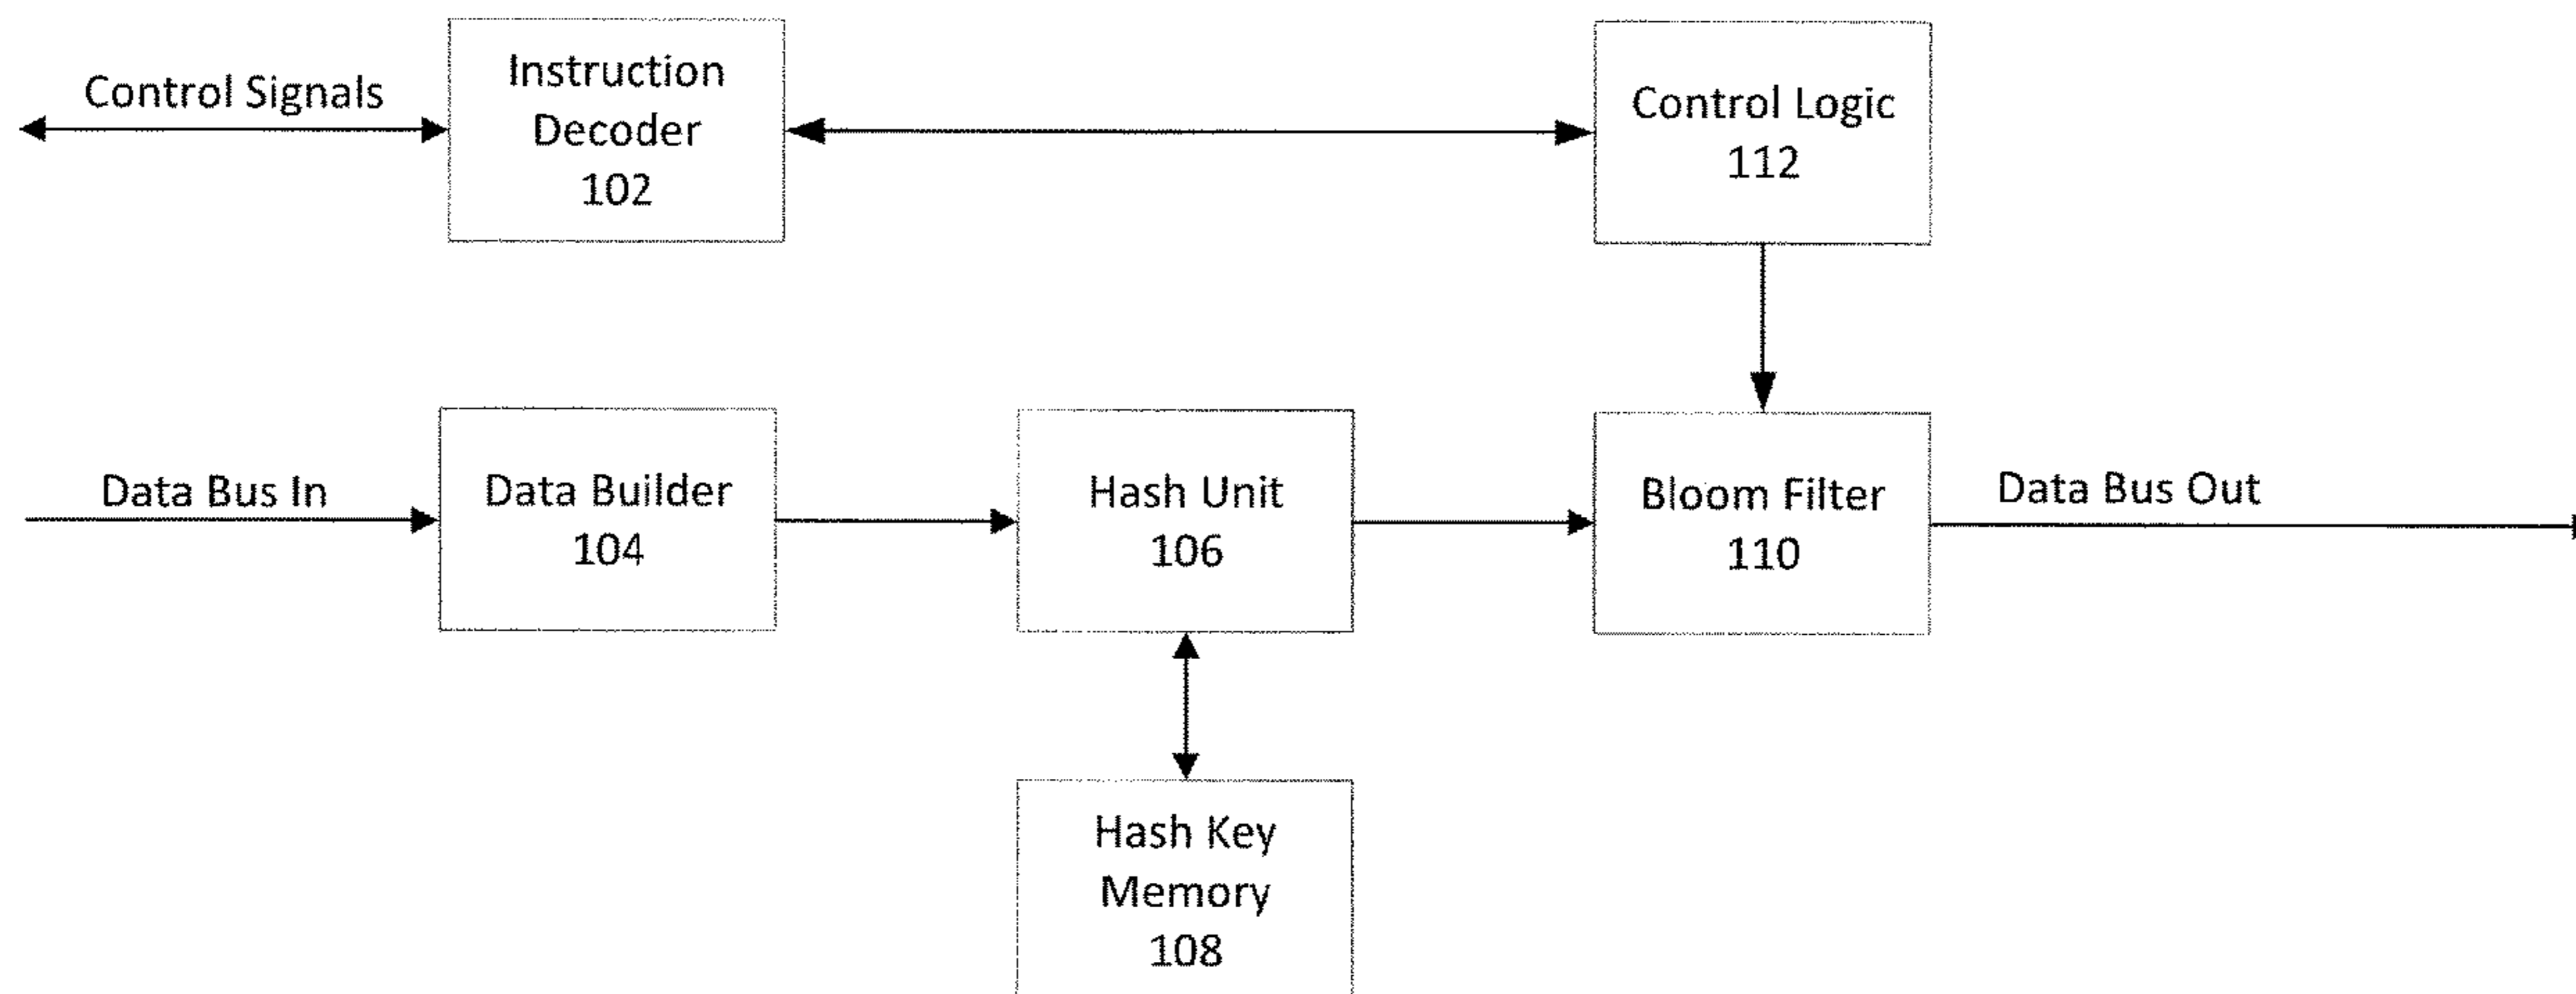 Control Signals
Instruction
Decoder
102
Control Logic
112
Data Bus In
Data Builder
104
Hash Unit
106
Bloom Filter
110
Data Bus Out
Hash Key
Memory
108